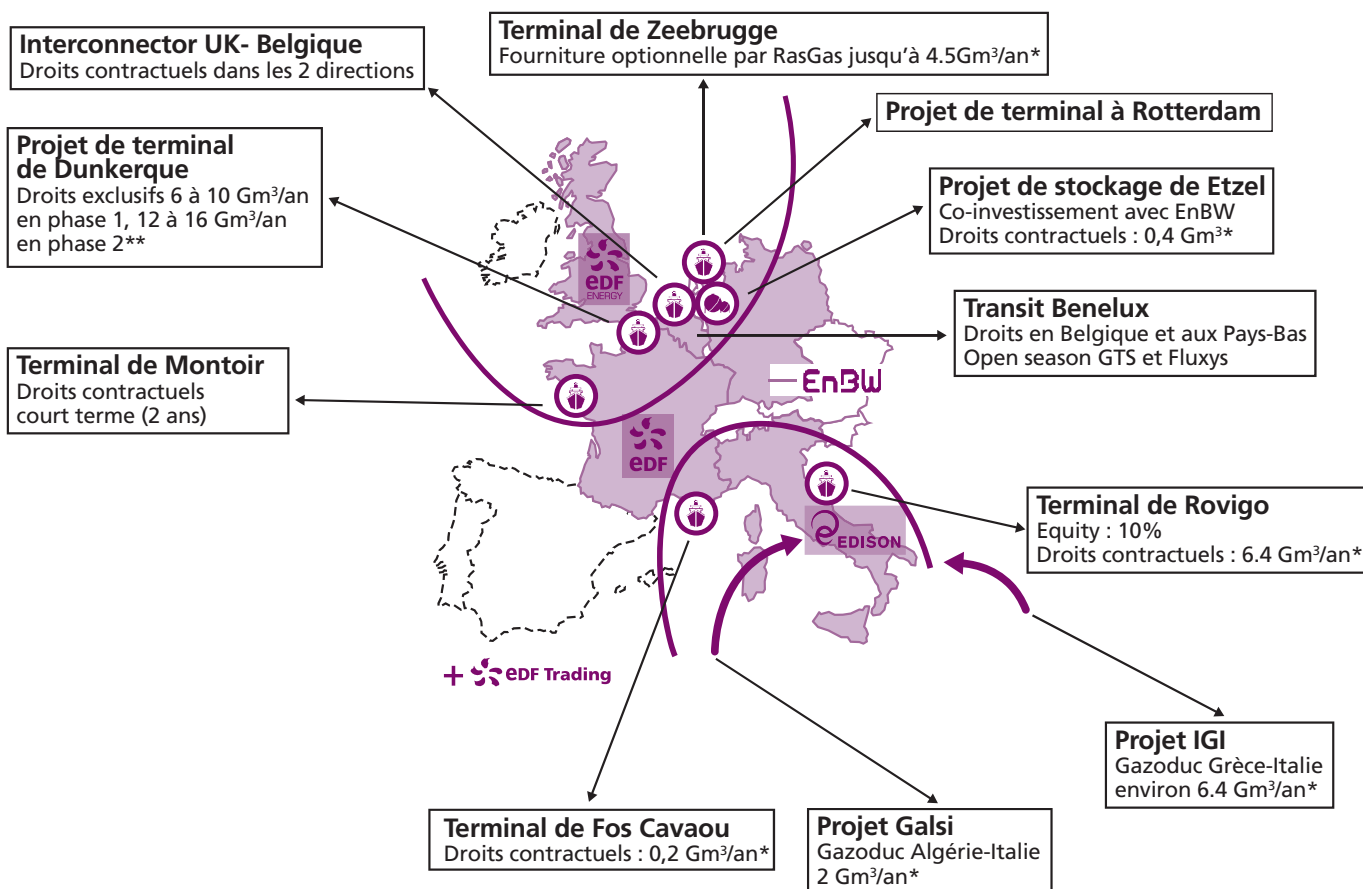 Interconnector UK- Belgique
Droits contractuels dans les 2 directions
Terminal de Zeebrugge
Fourniture optionnelle par RasGas jusqu'à 4.5Gm³/an*
Projet de terminal à Rotterdam
Projet de terminal
de Dunkerque
Droits exclusifs 6 à 10 Gm³/an
en phase 1, 12 à 16 Gm³/an
en phase 2**
Projet de stockage de Etzel
Co-investissement avec EnBW
Droits contractuels : 0,4 Gm³*
eDF
ENERGY
Transit Benelux
Droits en Belgique et aux Pays-Bas
Open season GTS et Fluxys
Terminal de Montoir
Droits contractuels
court terme (2 ans)
EnBW
eDF
Terminal de Rovigo
Equity : 10%
Droits contractuels : 6.4 Gm³/an*
EDISON
+ eDF Trading
Projet IGI
Gazoduc Grèce-Italie
environ 6.4 Gm³/an*
Terminal de Fos Cavaou
Droits contractuels : 0,2 Gm³/an*
Projet Galsi
Gazoduc Algérie-Italie
2 Gm³/an*